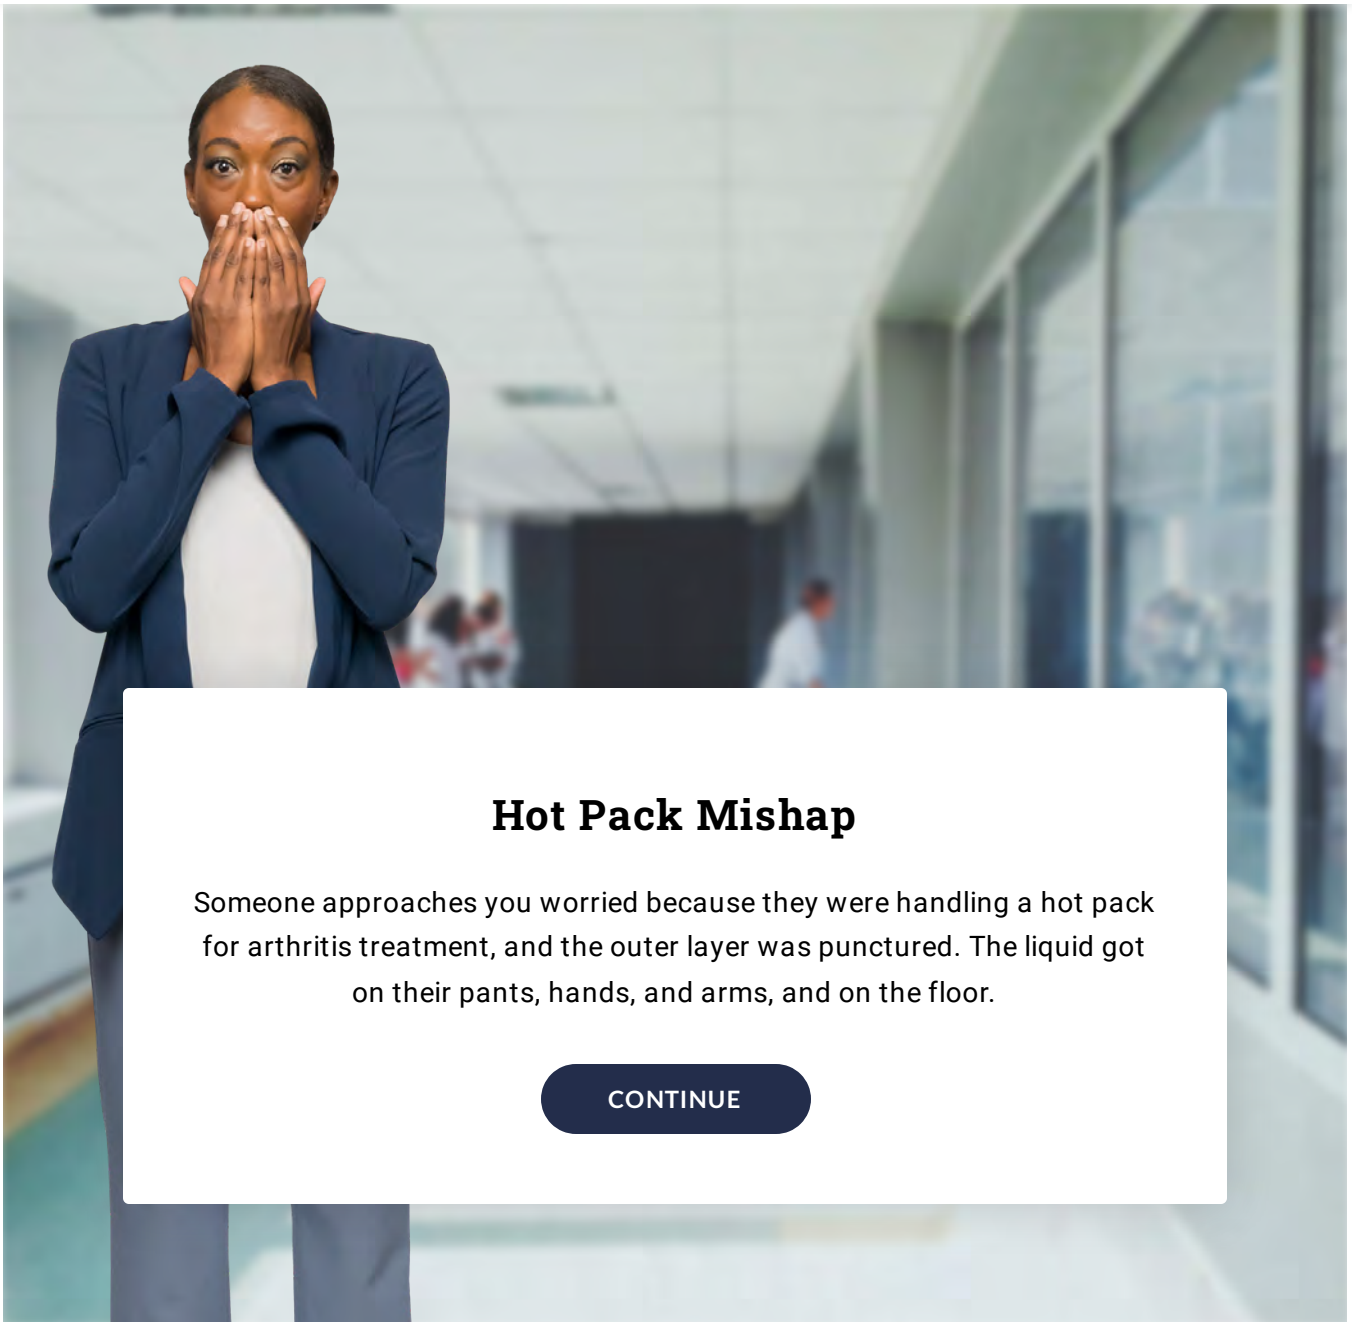 Hot Pack Mishap
Someone approaches you worried because they were handling a hot pack
for arthritis treatment, and the outer layer was punctured. The liquid got
on their pants, hands, and arms, and on the floor.
CONTINUE